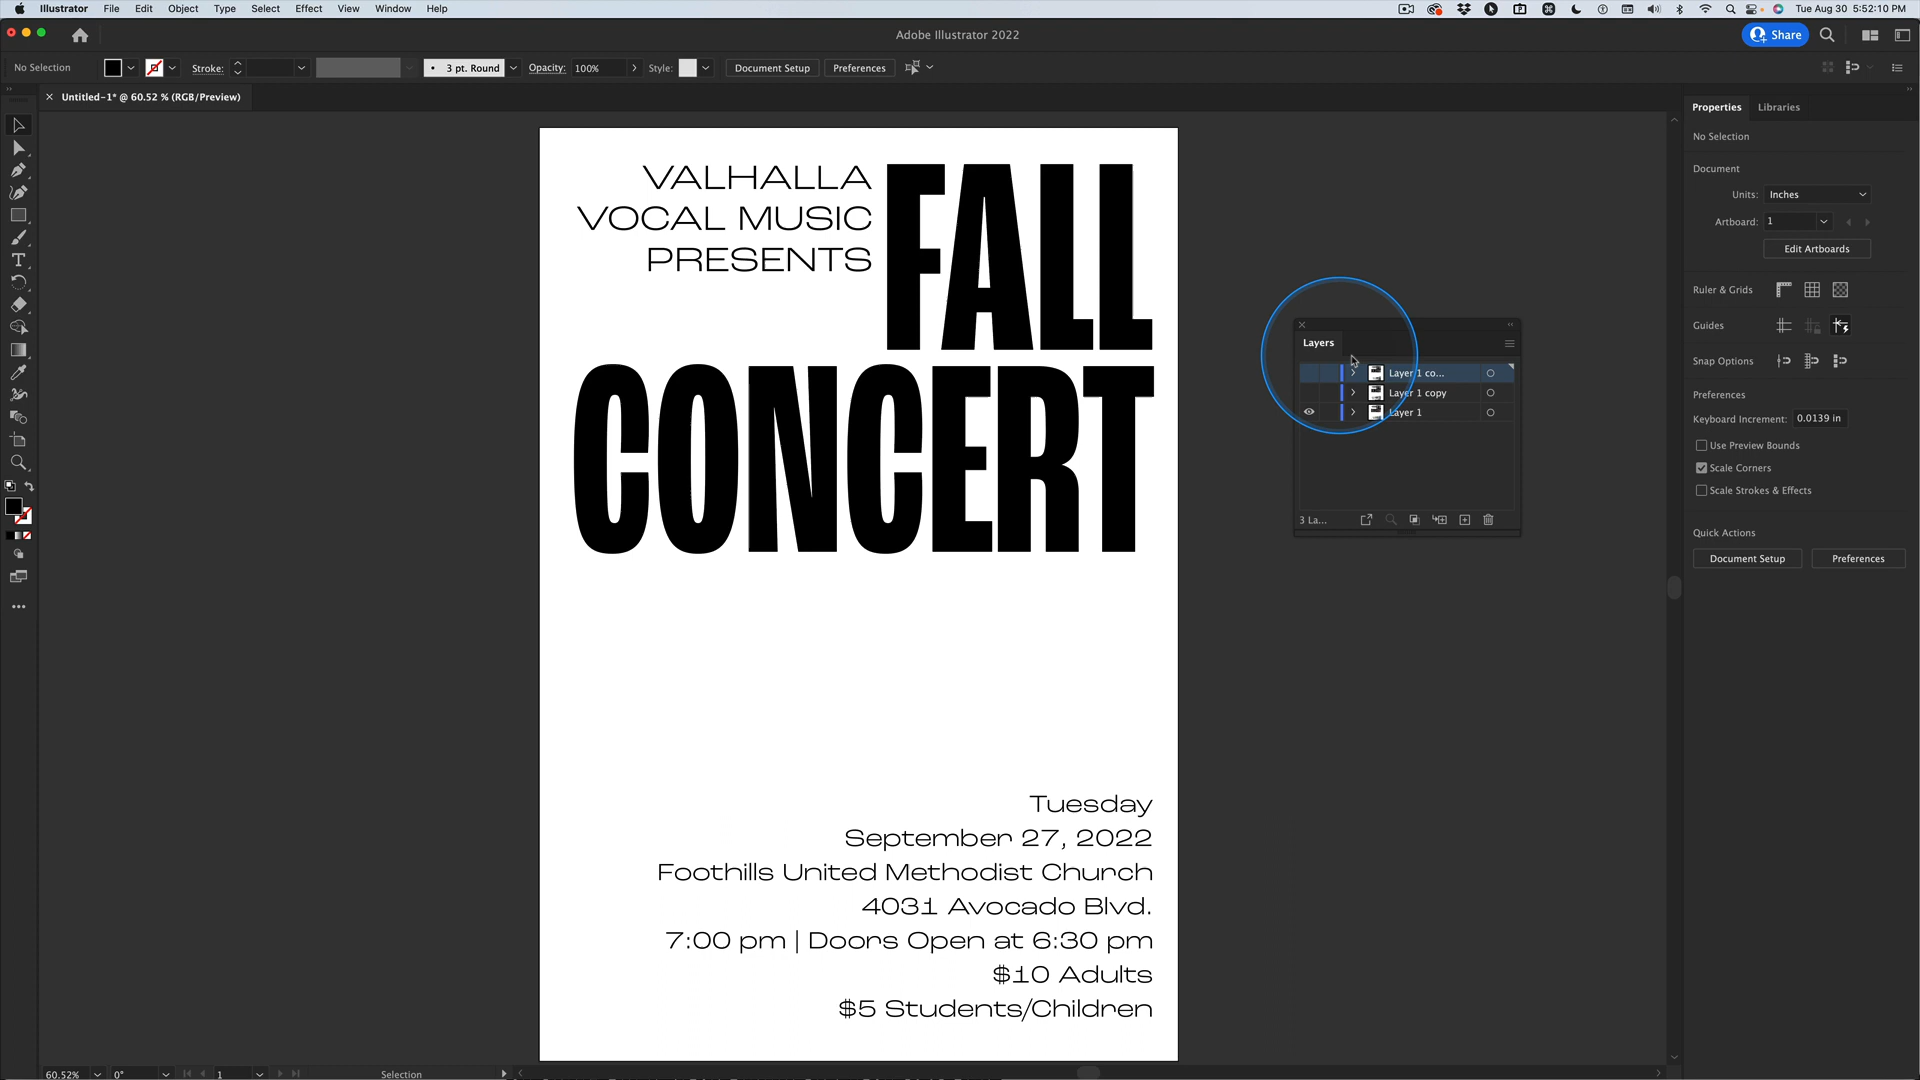 Illustrator File Edit Object Type Select Effect View Window Help
Tue Aug 30 5:52:10 PM
Adobe Illustrator 2022
Share
No Selection
Stroke:
3 pt. Round
Opacity: 100%
Style:
Document Setup
Preferences
Untitled-1* @ 60.52 % (RGB/Preview)
VALHALLA
VOCAL MUSIC
PRESENTS
FALL
CONCERT
Tuesday
September 27, 2022
Foothills United Methodist Church
4031 Avocado Blvd.
7:00 pm | Doors Open at 6:30 pm
$10 Adults
$5 Students/Children
Layers
Layer 1 co...
Layer 1 copy
Layer 1
3 La...
Properties Libraries
No Selection
Document
Units: Inches
Artboard: 1
Edit Artboards
Ruler & Grids
Guides
Snap Options
Preferences
Keyboard Increment: 0.0139 in
Use Preview Bounds
Scale Corners
Scale Strokes & Effects
Quick Actions
Document Setup
Preferences
60.52% 0° 1 Selection